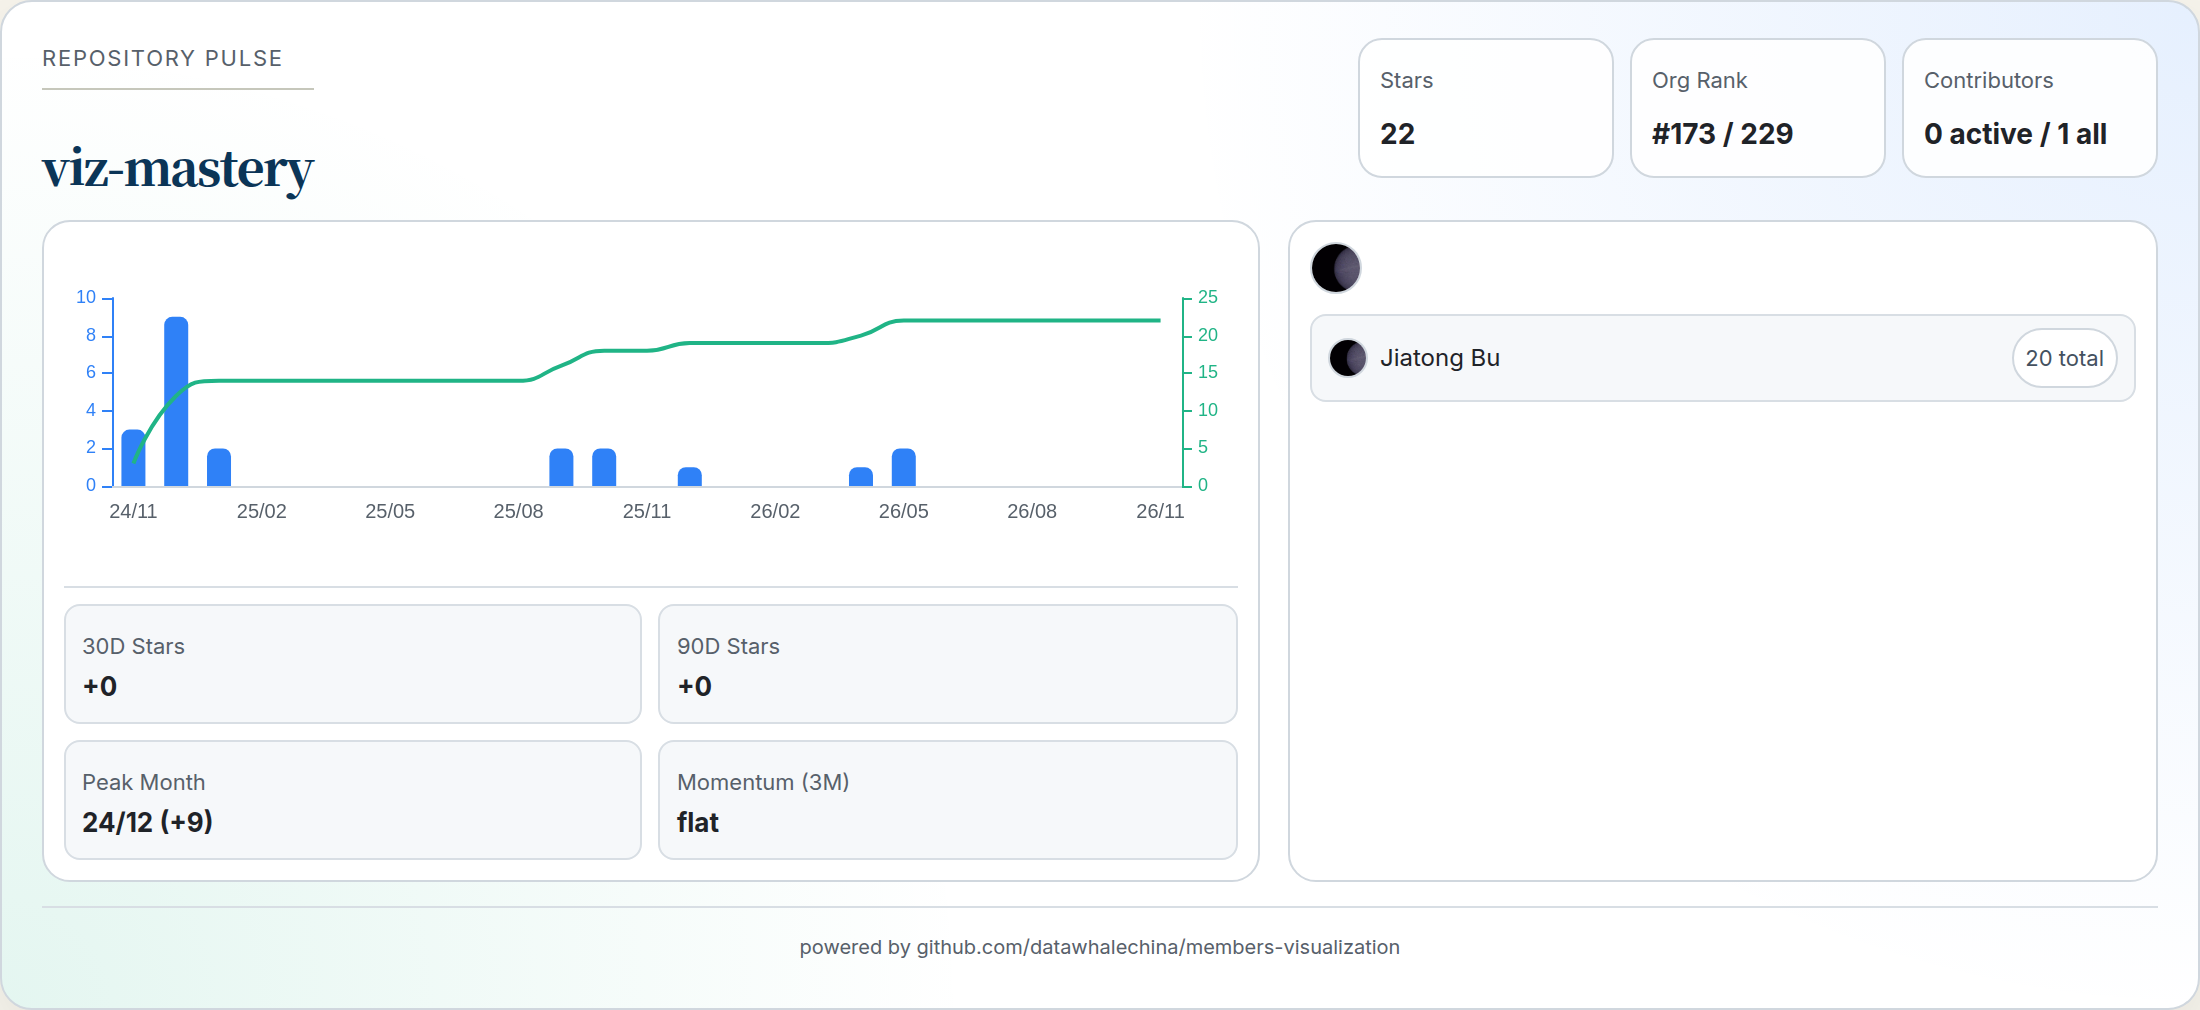 REPOSITORY PULSE
viz-mastery
Stars
22
Org Rank
#173 / 229
Contributors
0 active / 1 all
10
8
6
4
2
0
25
20
15
10
5
0
24/11
25/02
25/05
25/08
25/11
26/02
26/05
26/08
26/11
30D Stars
+0
90D Stars
+0
Peak Month
24/12 (+9)
Momentum (3M)
flat
Jiatong Bu
20 total
powered by github.com/datawhalechina/members-visualization